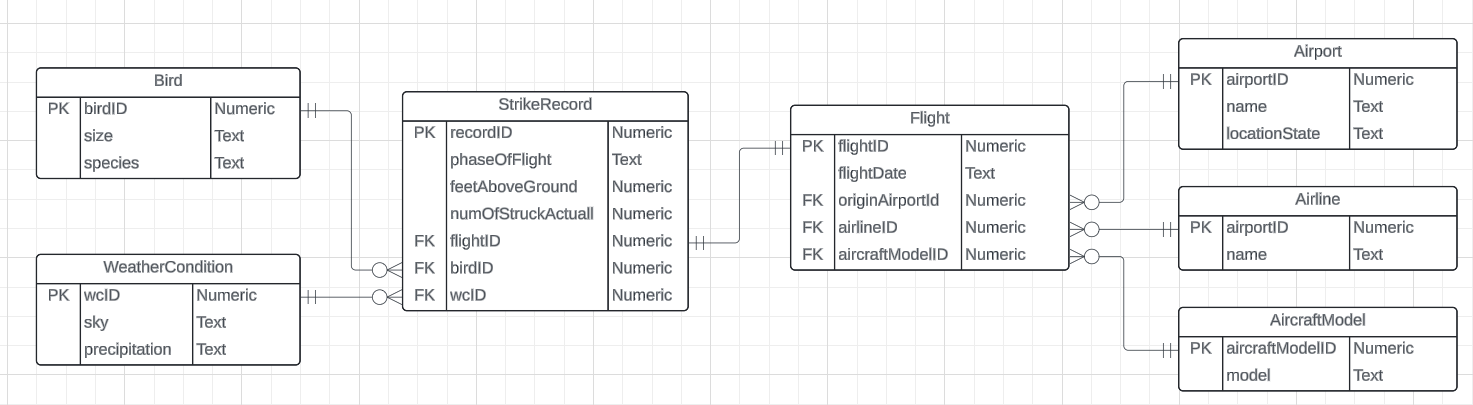 Bird
PK birdID Numeric
size Text
species Text
WeatherCondition
PK wcID Numeric
sky Text
precipitation Text
StrikeRecord
PK recordID Numeric
phaseOfFlight Text
feetAboveGround Numeric
numOfStruckActuall Numeric
FK flightID Numeric
FK birdID Numeric
FK wcID Numeric
Flight
PK flightID Numeric
flightDate Text
FK originAirportId Numeric
FK airlineID Numeric
FK aircraftModelID Numeric
Airport
PK airportID Numeric
name Text
locationState Text
Airline
PK airportID Numeric
name Text
AircraftModel
PK aircraftModelID Numeric
model Text